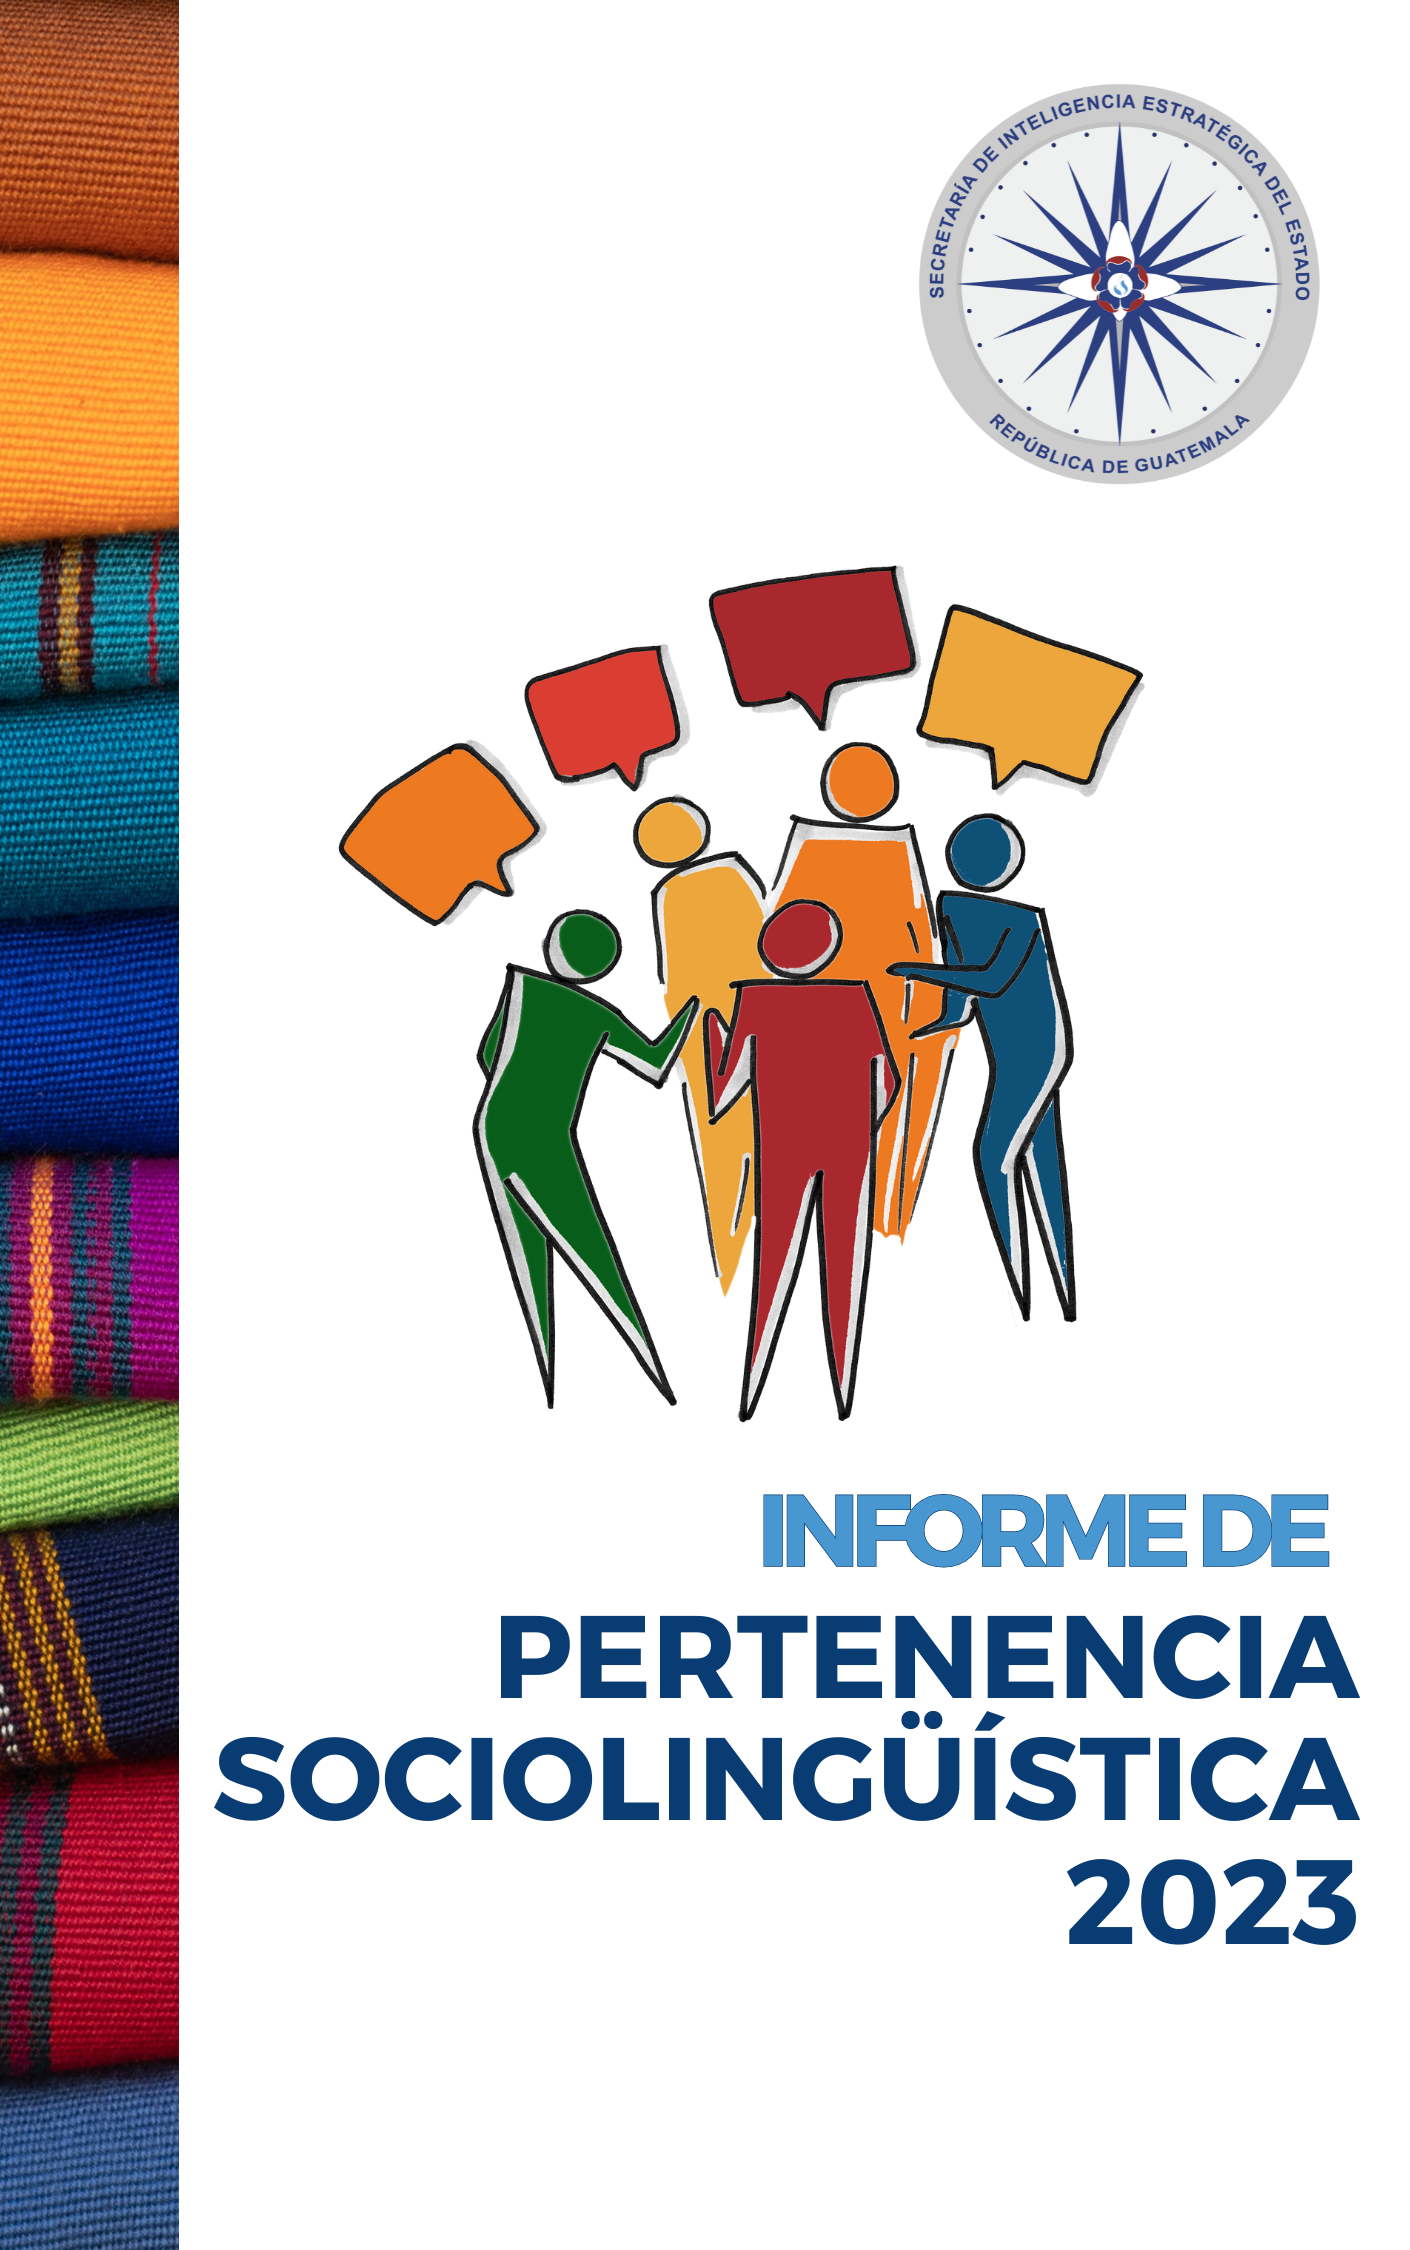 SECRETARÍA DE INTELIGENCIA ESTRATÉGICA DEL ESTADO
REPÚBLICA DE GUATEMALA
INFORME DE
PERTENENCIA
SOCIOLINGÜÍSTICA
2023